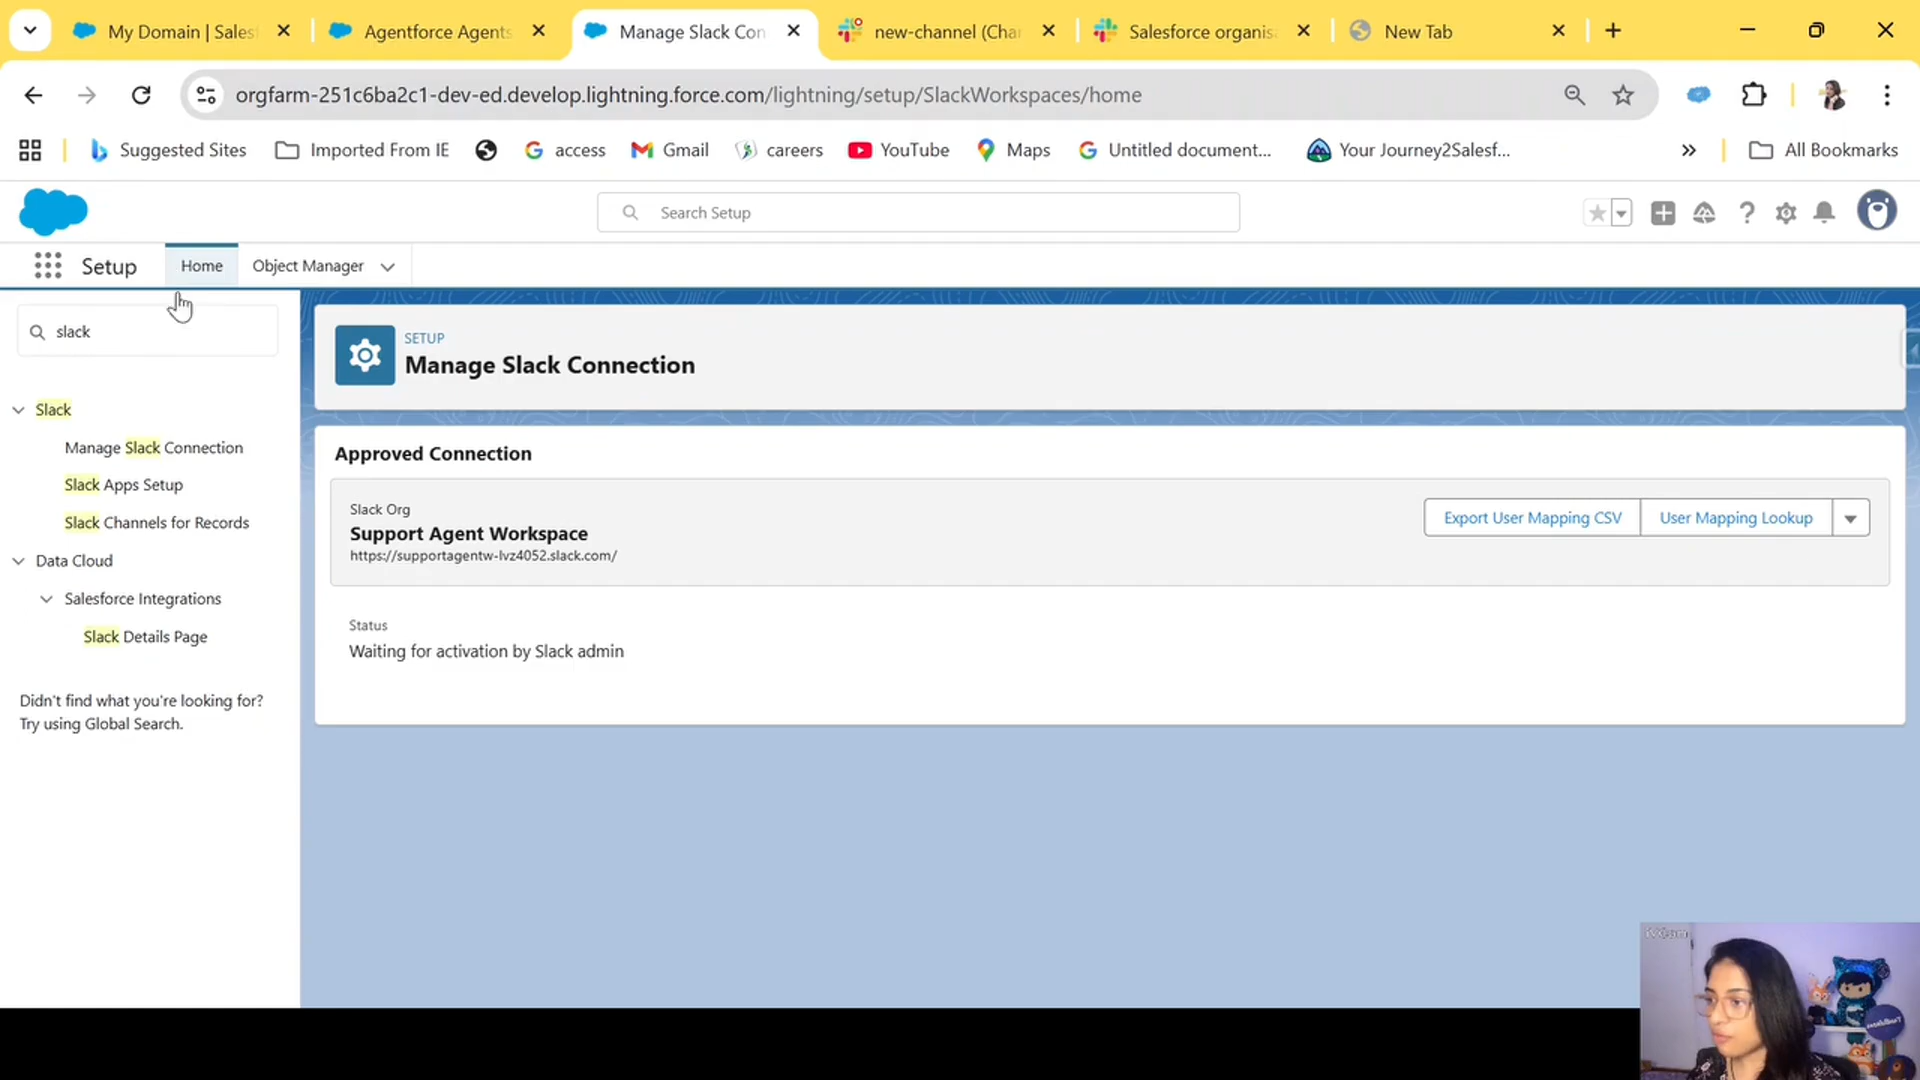 My Domain | Sales
Agentforce Agents
Manage Slack Con
new-channel (Cha
Salesforce organis
New Tab
orgfarm-251c6ba2c1-dev-ed.develop.lightning.force.com/lightning/setup/SlackWorkspaces/home
Suggested Sites
Imported From IE
access
Gmail
careers
YouTube
Maps
Untitled document...
Your Journey2Salesf...
»
All Bookmarks
Search Setup
Setup
Home
Object Manager
slack
Slack
Manage Slack Connection
Slack Apps Setup
Slack Channels for Records
Data Cloud
Salesforce Integrations
Slack Details Page
Didn't find what you're looking for?
Try using Global Search.
SETUP
Manage Slack Connection
Approved Connection
Slack Org
Support Agent Workspace
https://supportagentw-lvz4052.slack.com/
Export User Mapping CSV
User Mapping Lookup
Status
Waiting for activation by Slack admin